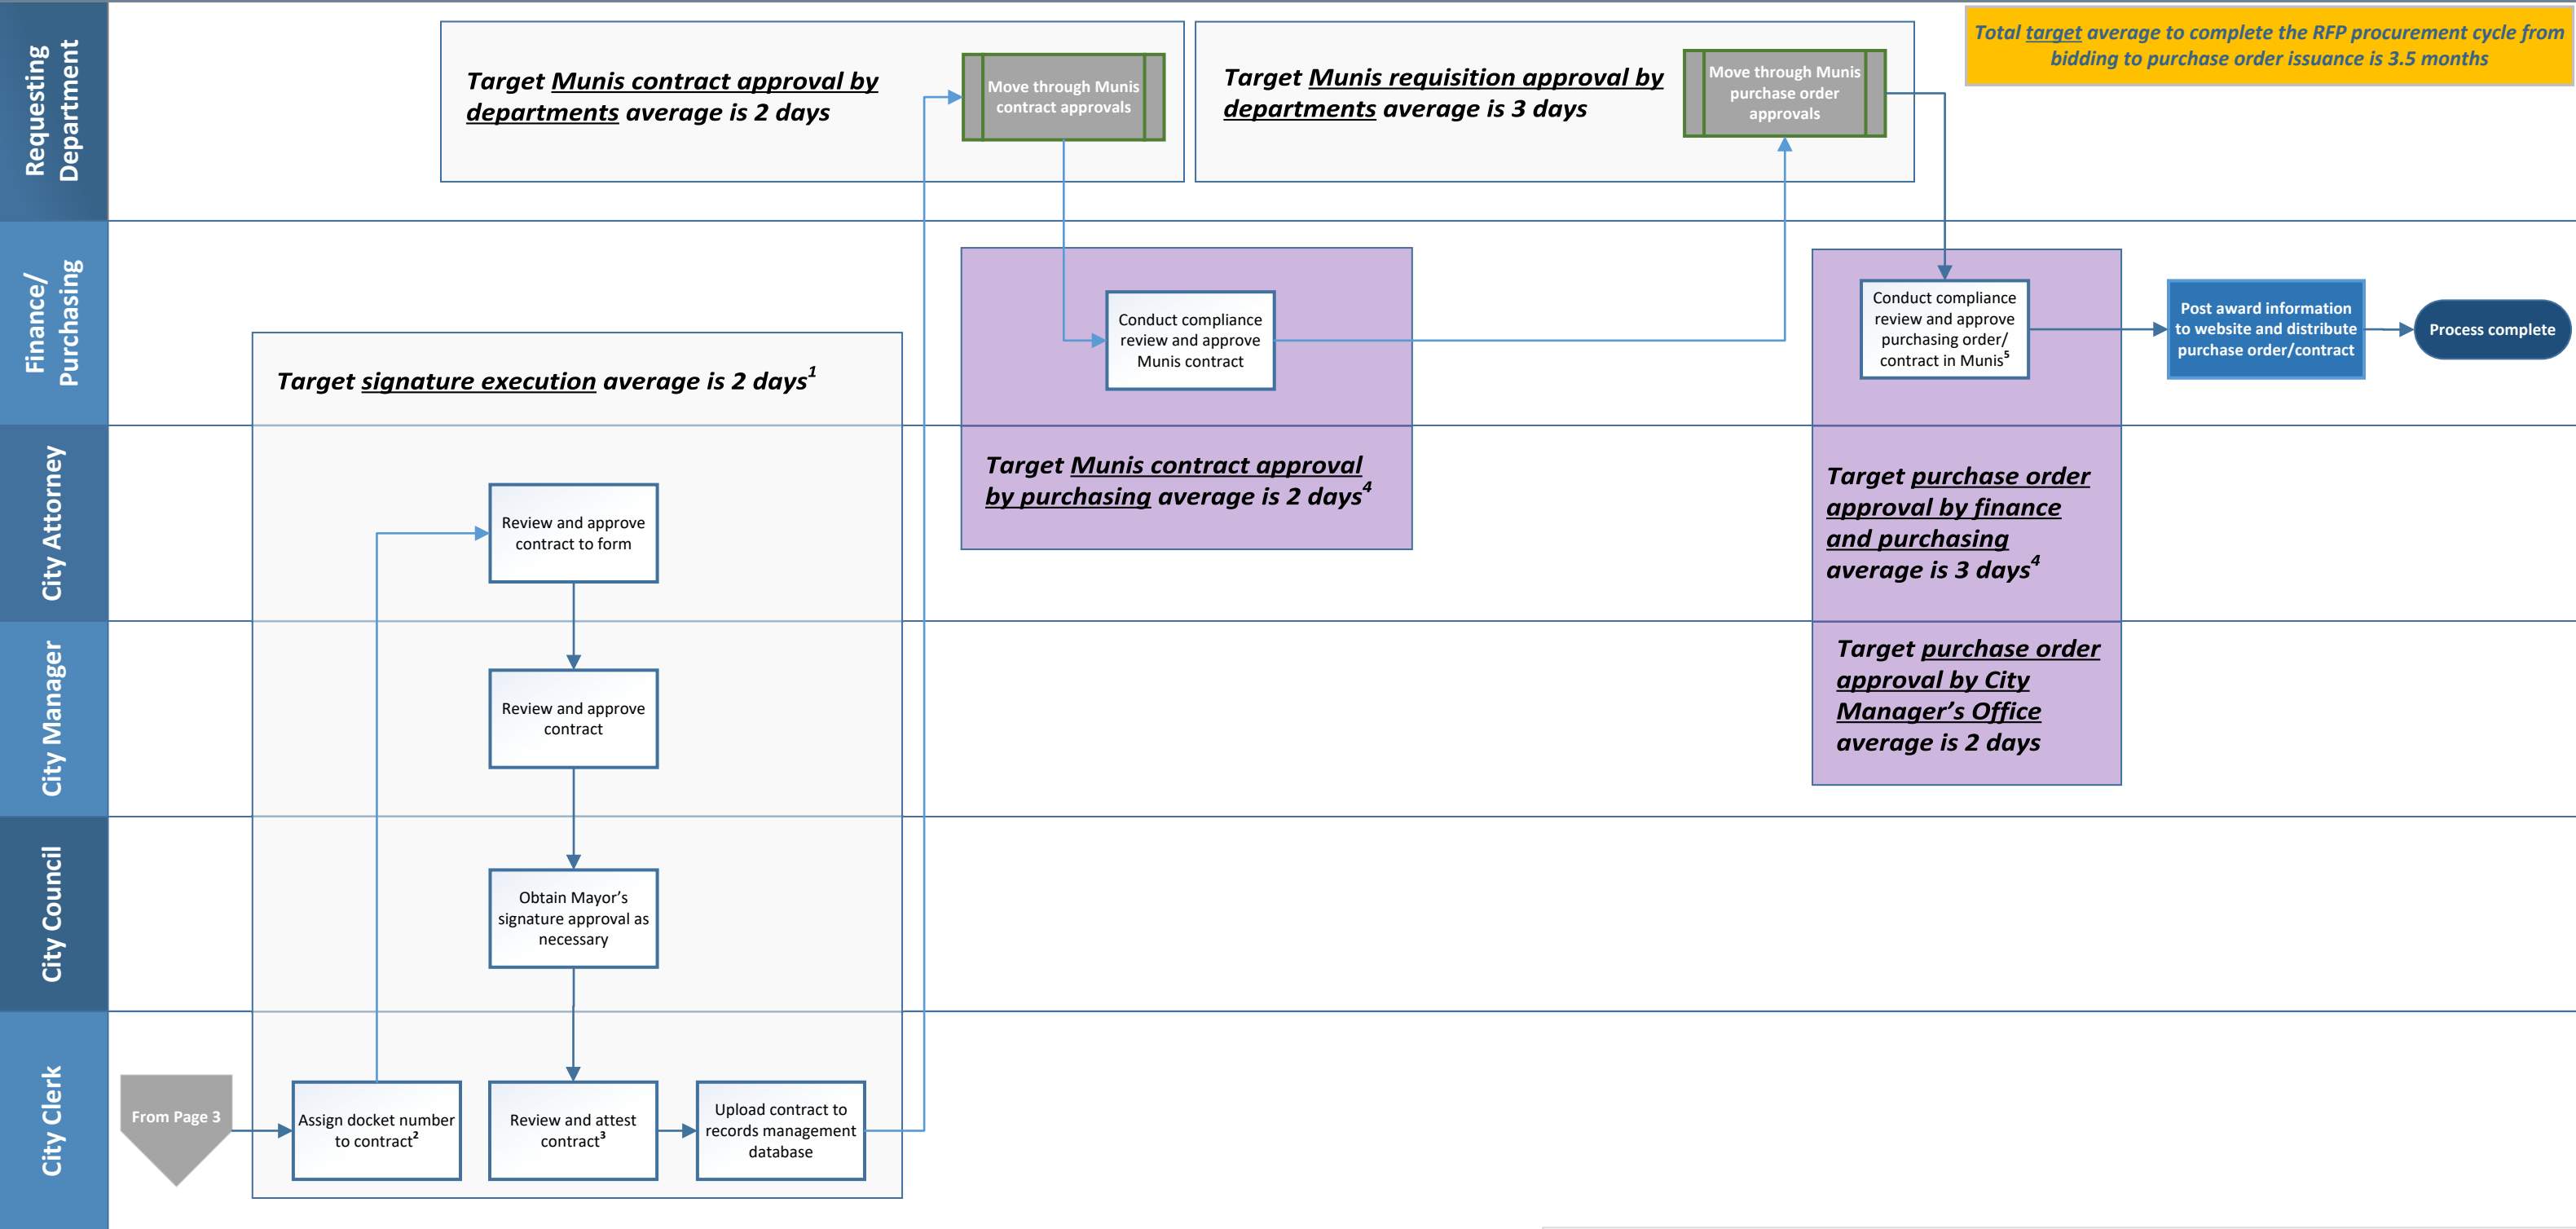 Requesting
Department
Target Munis contract approval by
departments average is 2 days
Move through Munis
contract approvals
Target Munis requisition approval by
departments average is 3 days
Move through Munis
purchase order
approvals
Total target average to complete the RFP procurement cycle from
bidding to purchase order issuance is 3.5 months
Finance/
Purchasing
Target signature execution average is 2 days¹
Conduct compliance
review and approve
Munis contract
Conduct compliance
review and approve
purchasing order/
contract in Munis⁵
Post award information
to website and distribute
purchase order/contract
Process complete
City Attorney
Review and approve
contract to form
Target Munis contract approval
by purchasing average is 2 days⁴
Target purchase order
approval by finance
and purchasing
average is 3 days⁴
City Manager
Review and approve
contract
Target purchase order
approval by City
Manager’s Office
average is 2 days
City Council
Obtain Mayor’s
signature approval as
necessary
City Clerk
From Page 3
Assign docket number
to contract²
Review and attest
contract³
Upload contract to
records management
database